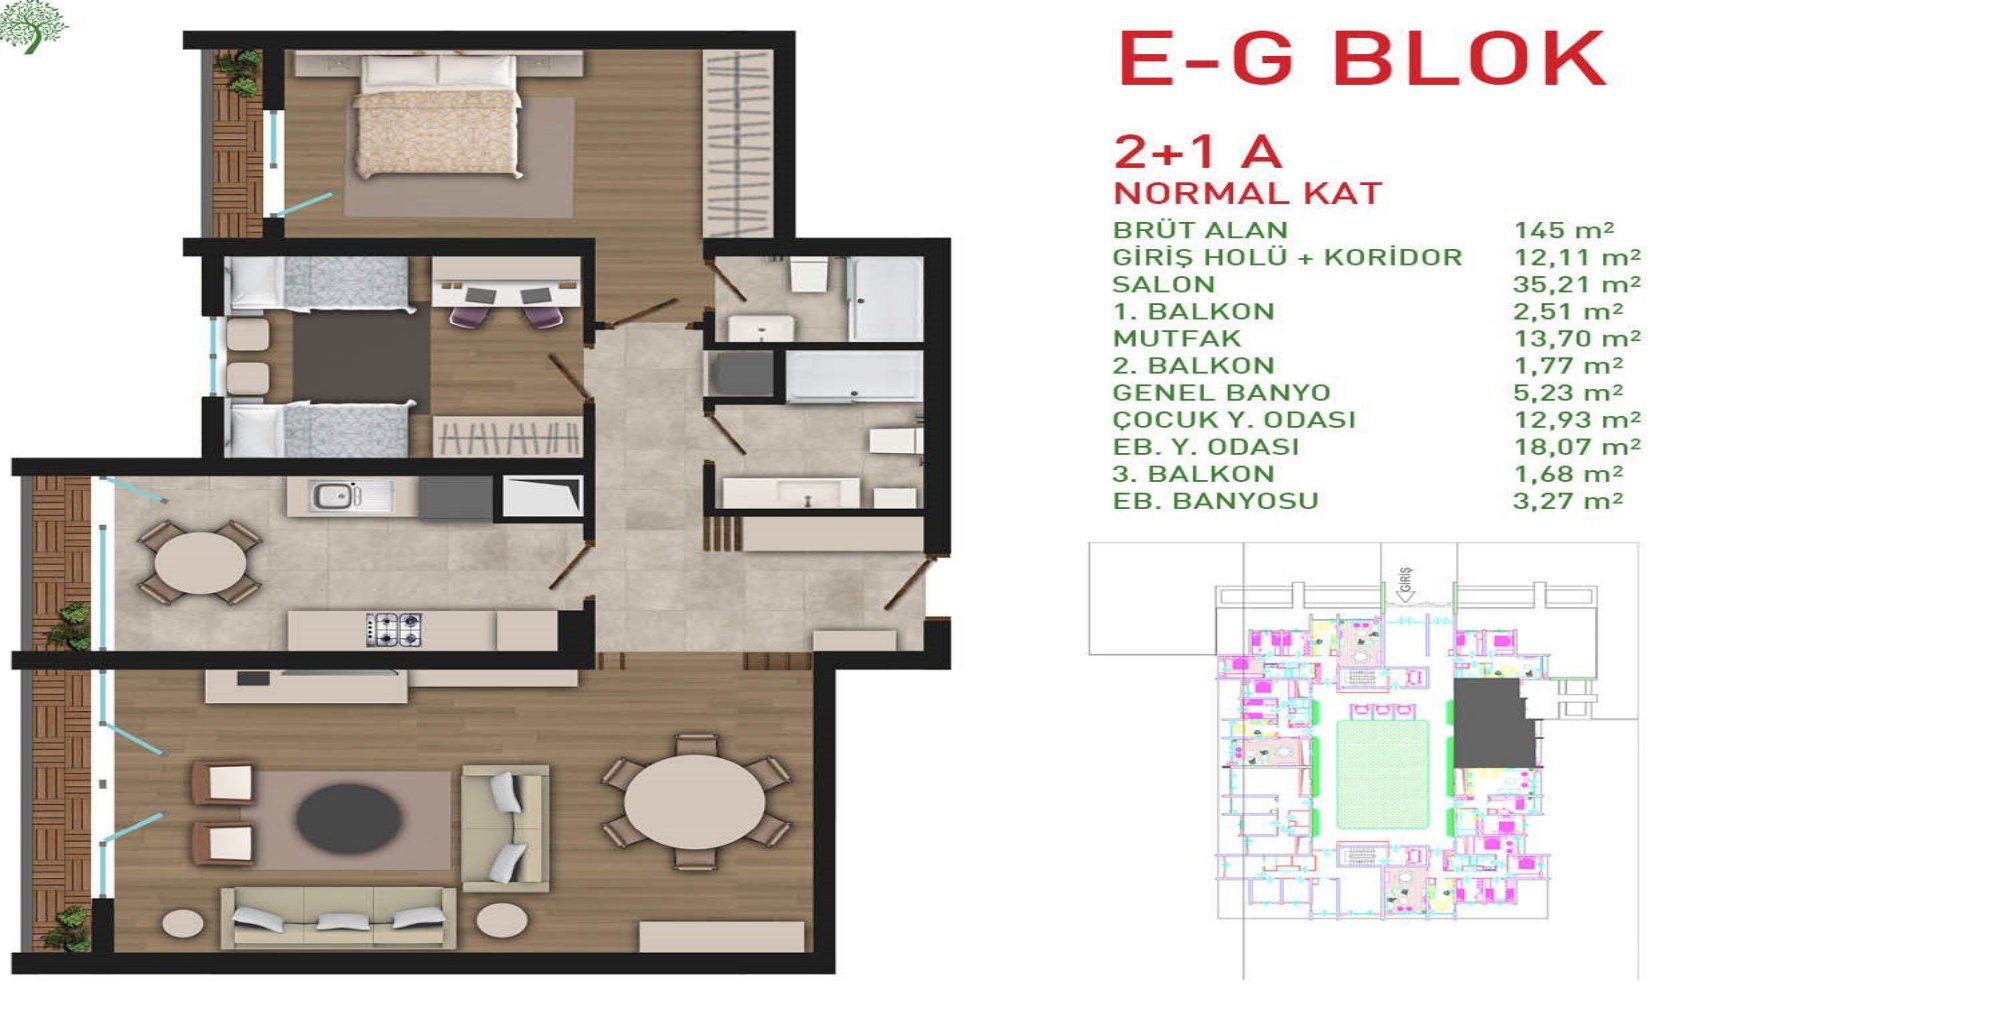 E-G BLOK
2+1 A
NORMAL KAT
BRÜT ALAN 145 m²
GİRİŞ HOLÜ + KORİDOR 12,11 m²
SALON 35,21 m²
1. BALKON 2,51 m²
MUTFAK 13,70 m²
2. BALKON 1,77 m²
GENEL BANYO 5,23 m²
ÇOCUK Y. ODASI 12,93 m²
EB. Y. ODASI 18,07 m²
3. BALKON 1,68 m²
EB. BANYOSU 3,27 m²
GİRİŞ